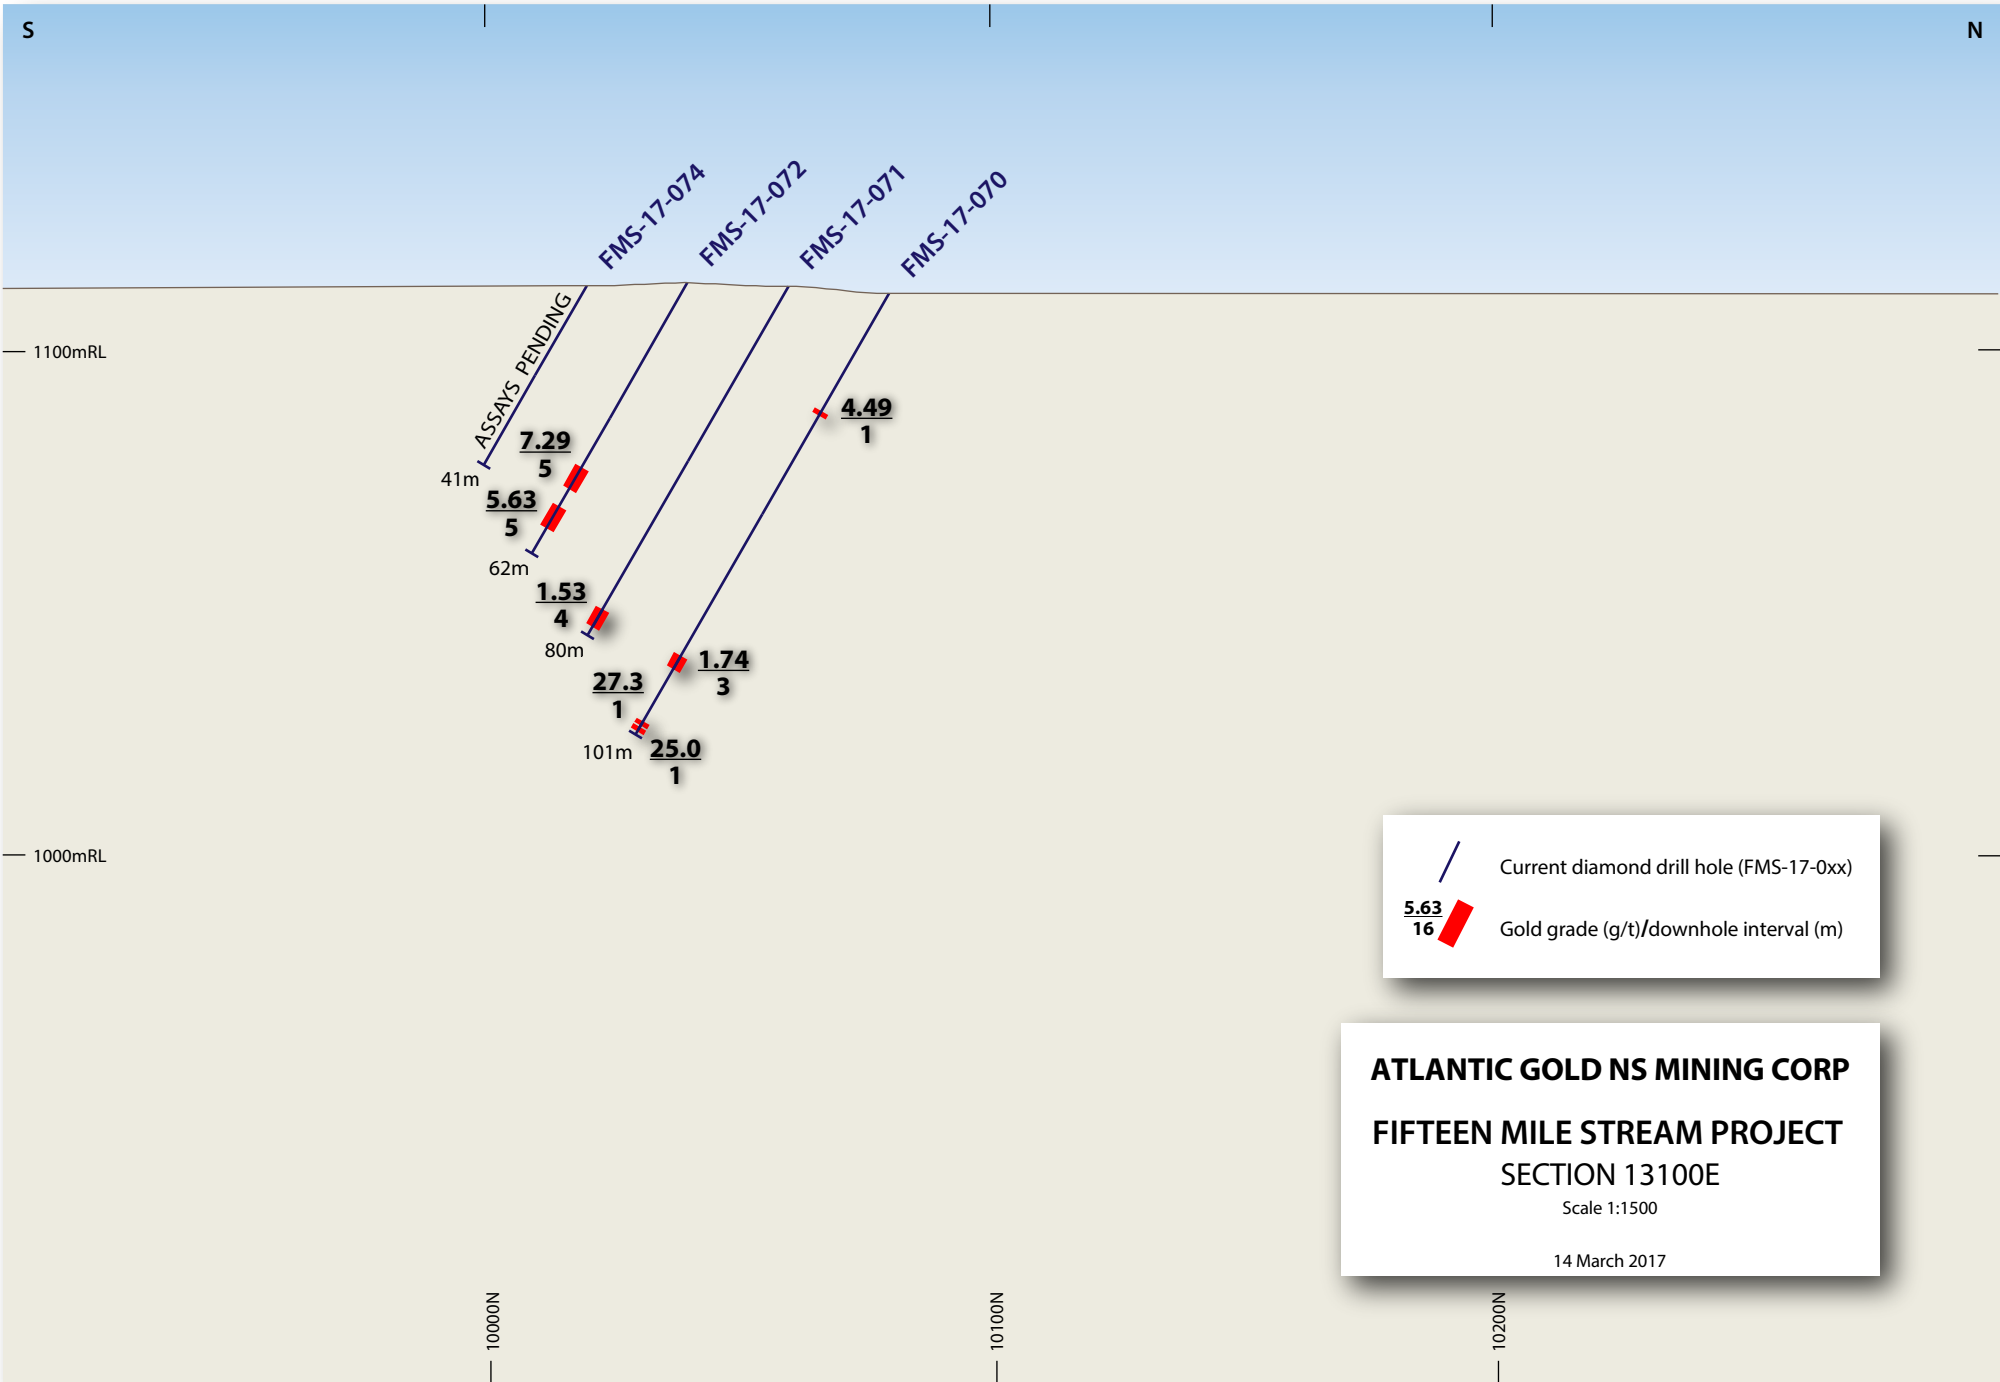 S
N
FMS-17-074
FMS-17-072
FMS-17-071
FMS-17-070
ASSAYS PENDING
1100mRL
4.49
1
7.29
5
41m
5.63
5
62m
1.53
4
80m
1.74
3
27.3
1
101m
25.0
1
1000mRL
Current diamond drill hole (FMS-17-0xx)
5.63
16
Gold grade (g/t)/downhole interval (m)
ATLANTIC GOLD NS MINING CORP
FIFTEEN MILE STREAM PROJECT
SECTION 13100E
Scale 1:1500
14 March 2017
10000N
10100N
10200N